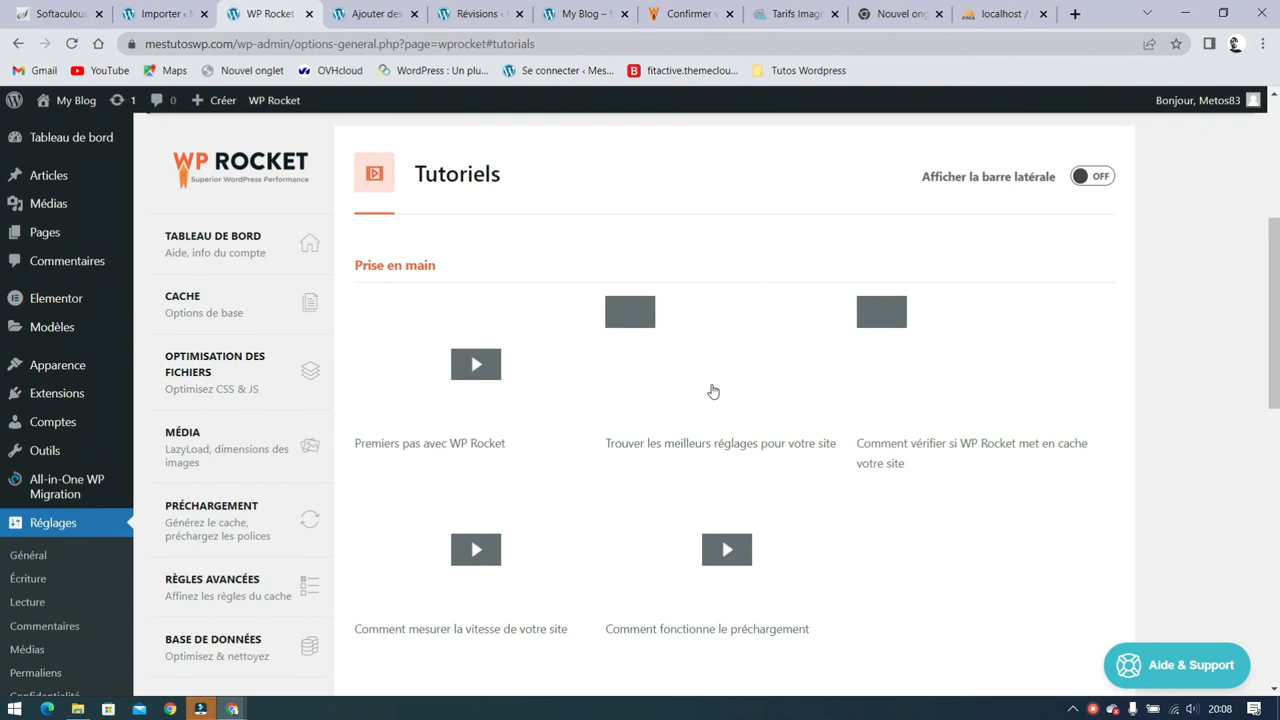 Softaculous
Importer ‹ M
WP Rocket
Ajouter des
Révisions ‹
My Blog –
Confirmer v
Tarifs Imagi
Nouvel ong
localhost /
mestutoswp.com/wp-admin/options-general.php?page=wprocket#tutorials
Gmail
YouTube
Maps
Nouvel onglet
OVHcloud
WordPress : Un plu...
Se connecter ‹ Mes...
fitactive.themeclou...
Tutos Wordpress
My Blog
1
0
Créer
WP Rocket
Bonjour, Metos83
Tableau de bord
Articles
Médias
Pages
Commentaires
Elementor
Modèles
Apparence
Extensions
Comptes
Outils
All-in-One WP
Migration
Réglages
Général
Écriture
Lecture
Commentaires
Médias
Permaliens
Confidentialité
WP ROCKET
Superior WordPress Performance
TABLEAU DE BORD
Aide, info du compte
CACHE
Options de base
OPTIMISATION DES
FICHIERS
Optimisez CSS & JS
MÉDIA
LazyLoad, dimensions des
images
PRÉCHARGEMENT
Générez le cache,
préchargez les polices
RÈGLES AVANCÉES
Affinez les règles du cache
BASE DE DONNÉES
Optimisez & nettoyez
Tutoriels
Afficher la barre latérale
OFF
Prise en main
Premiers pas avec WP Rocket
Trouver les meilleurs réglages pour votre site
Comment vérifier si WP Rocket met en cache
votre site
Comment mesurer la vitesse de votre site
Comment fonctionne le préchargement
Aide & Support
20:08